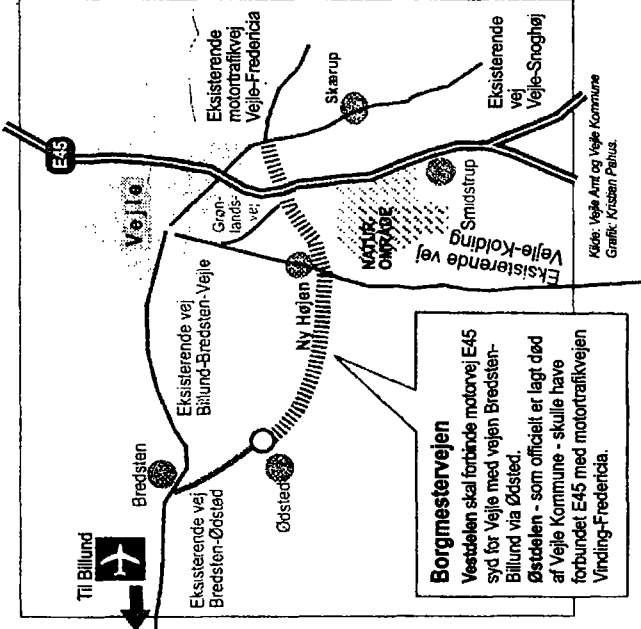 Til Billund
Bredsten
Eksisterende vej
Bredsten-Ødsted
Ødsted
Eksisterende vej
Billund-Bredsten-Vejle
Vejle
E45
Grøn-
lands-
vej
Ny Højen
NATUR-
OMRÅDE
Eksisterende
motortrafikvej
Vejle-Fredericia
Skærup
Eksisterende
vej
Vejle-Snoghøj
Smidstrup
Eksisterende vej
Vejle-Kolding
Borgmestervejen
Vestdelen skal forbinde motorvej E45
syd for Vejle med vejen Bredsten-
Billund via Ødsted.
Østdelen - som officielt er lagt død
af Vejle Kommune - skulle have
forbundet E45 med motortrafikvejen
Vinding-Fredericia.
Kilde: Vejle Amt og Vejle Kommune
Grafik: Kristian Pahus.